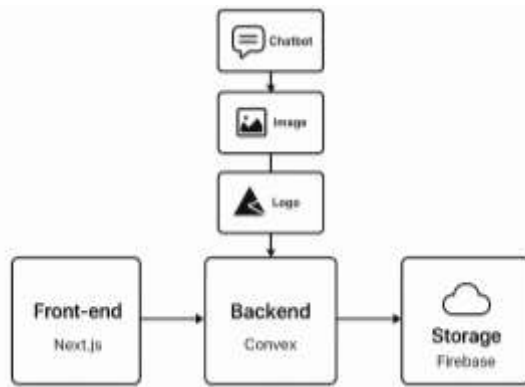 Chatbot
Image
Logo
Front-end
Next.js
Backend
Convex
Storage
Firebase